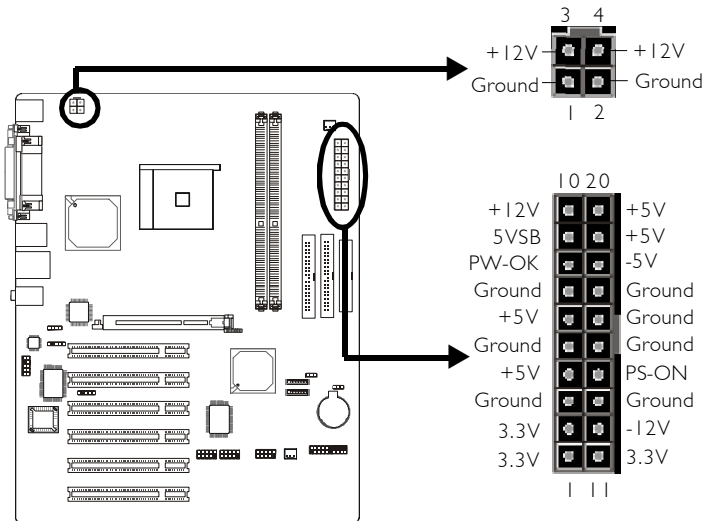 3 4
+12V +12V
Ground Ground
1 2
10 20
+12V +5V
5VSB +5V
PW-OK -5V
Ground Ground
+5V Ground
Ground Ground
+5V PS-ON
Ground Ground
3.3V -12V
3.3V 3.3V
1 11